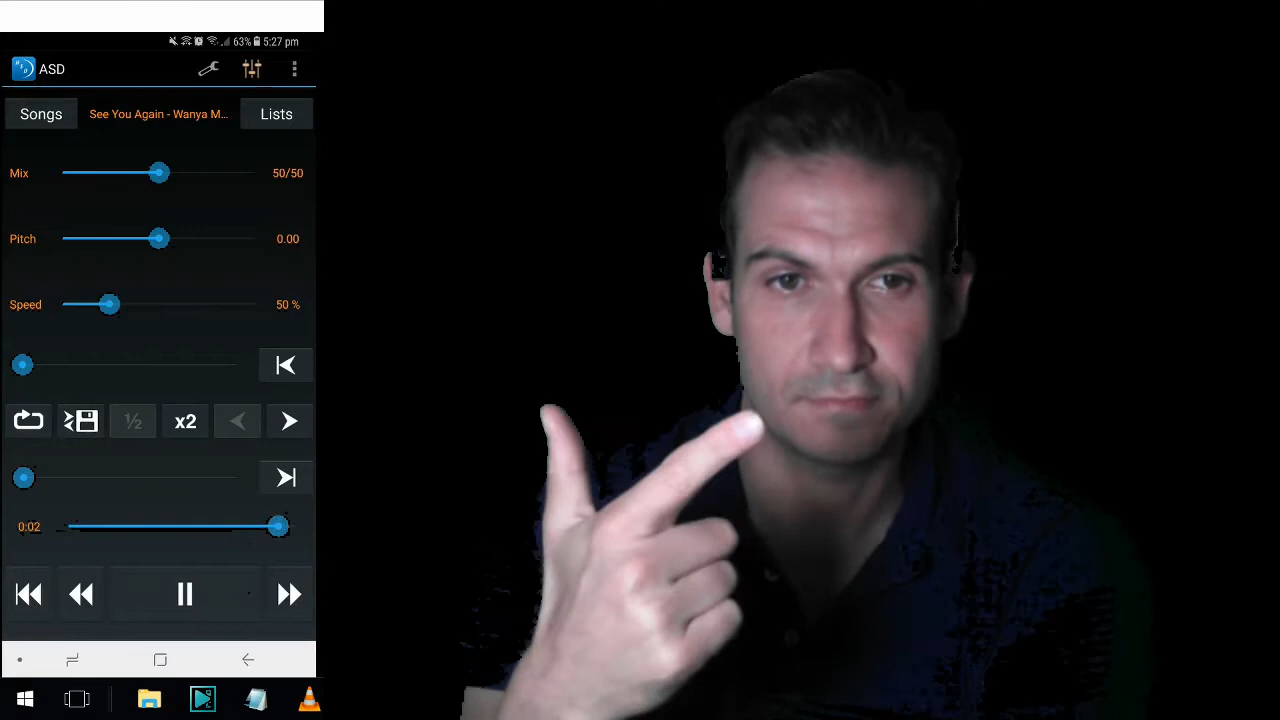 63% 5:27 pm
ASD
Songs See You Again - Wanya M... Lists
Mix 50/50
Pitch 0.00
Speed 50 %
½ x2
0:02